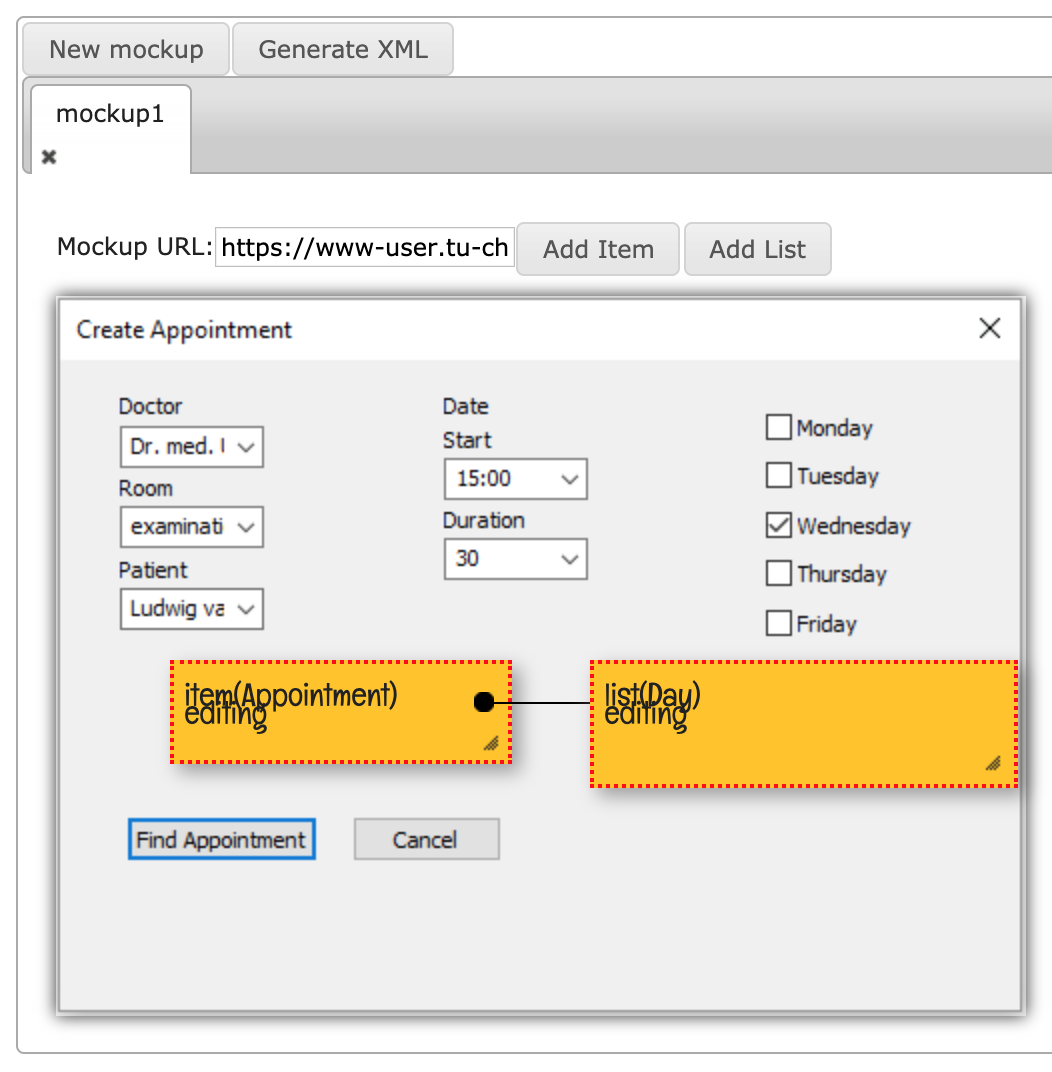 New mockup Generate XML
mockup1
Mockup URL: https://www-user.tu-ch Add Item Add List
Create Appointment
Doctor
Dr. med.
Room
examinati
Patient
Ludwig va
Date
Start
15:00
Duration
30
Monday
Tuesday
Wednesday
Thursday
Friday
item(Appointment)
editing
list(Day)
editing
Find Appointment Cancel